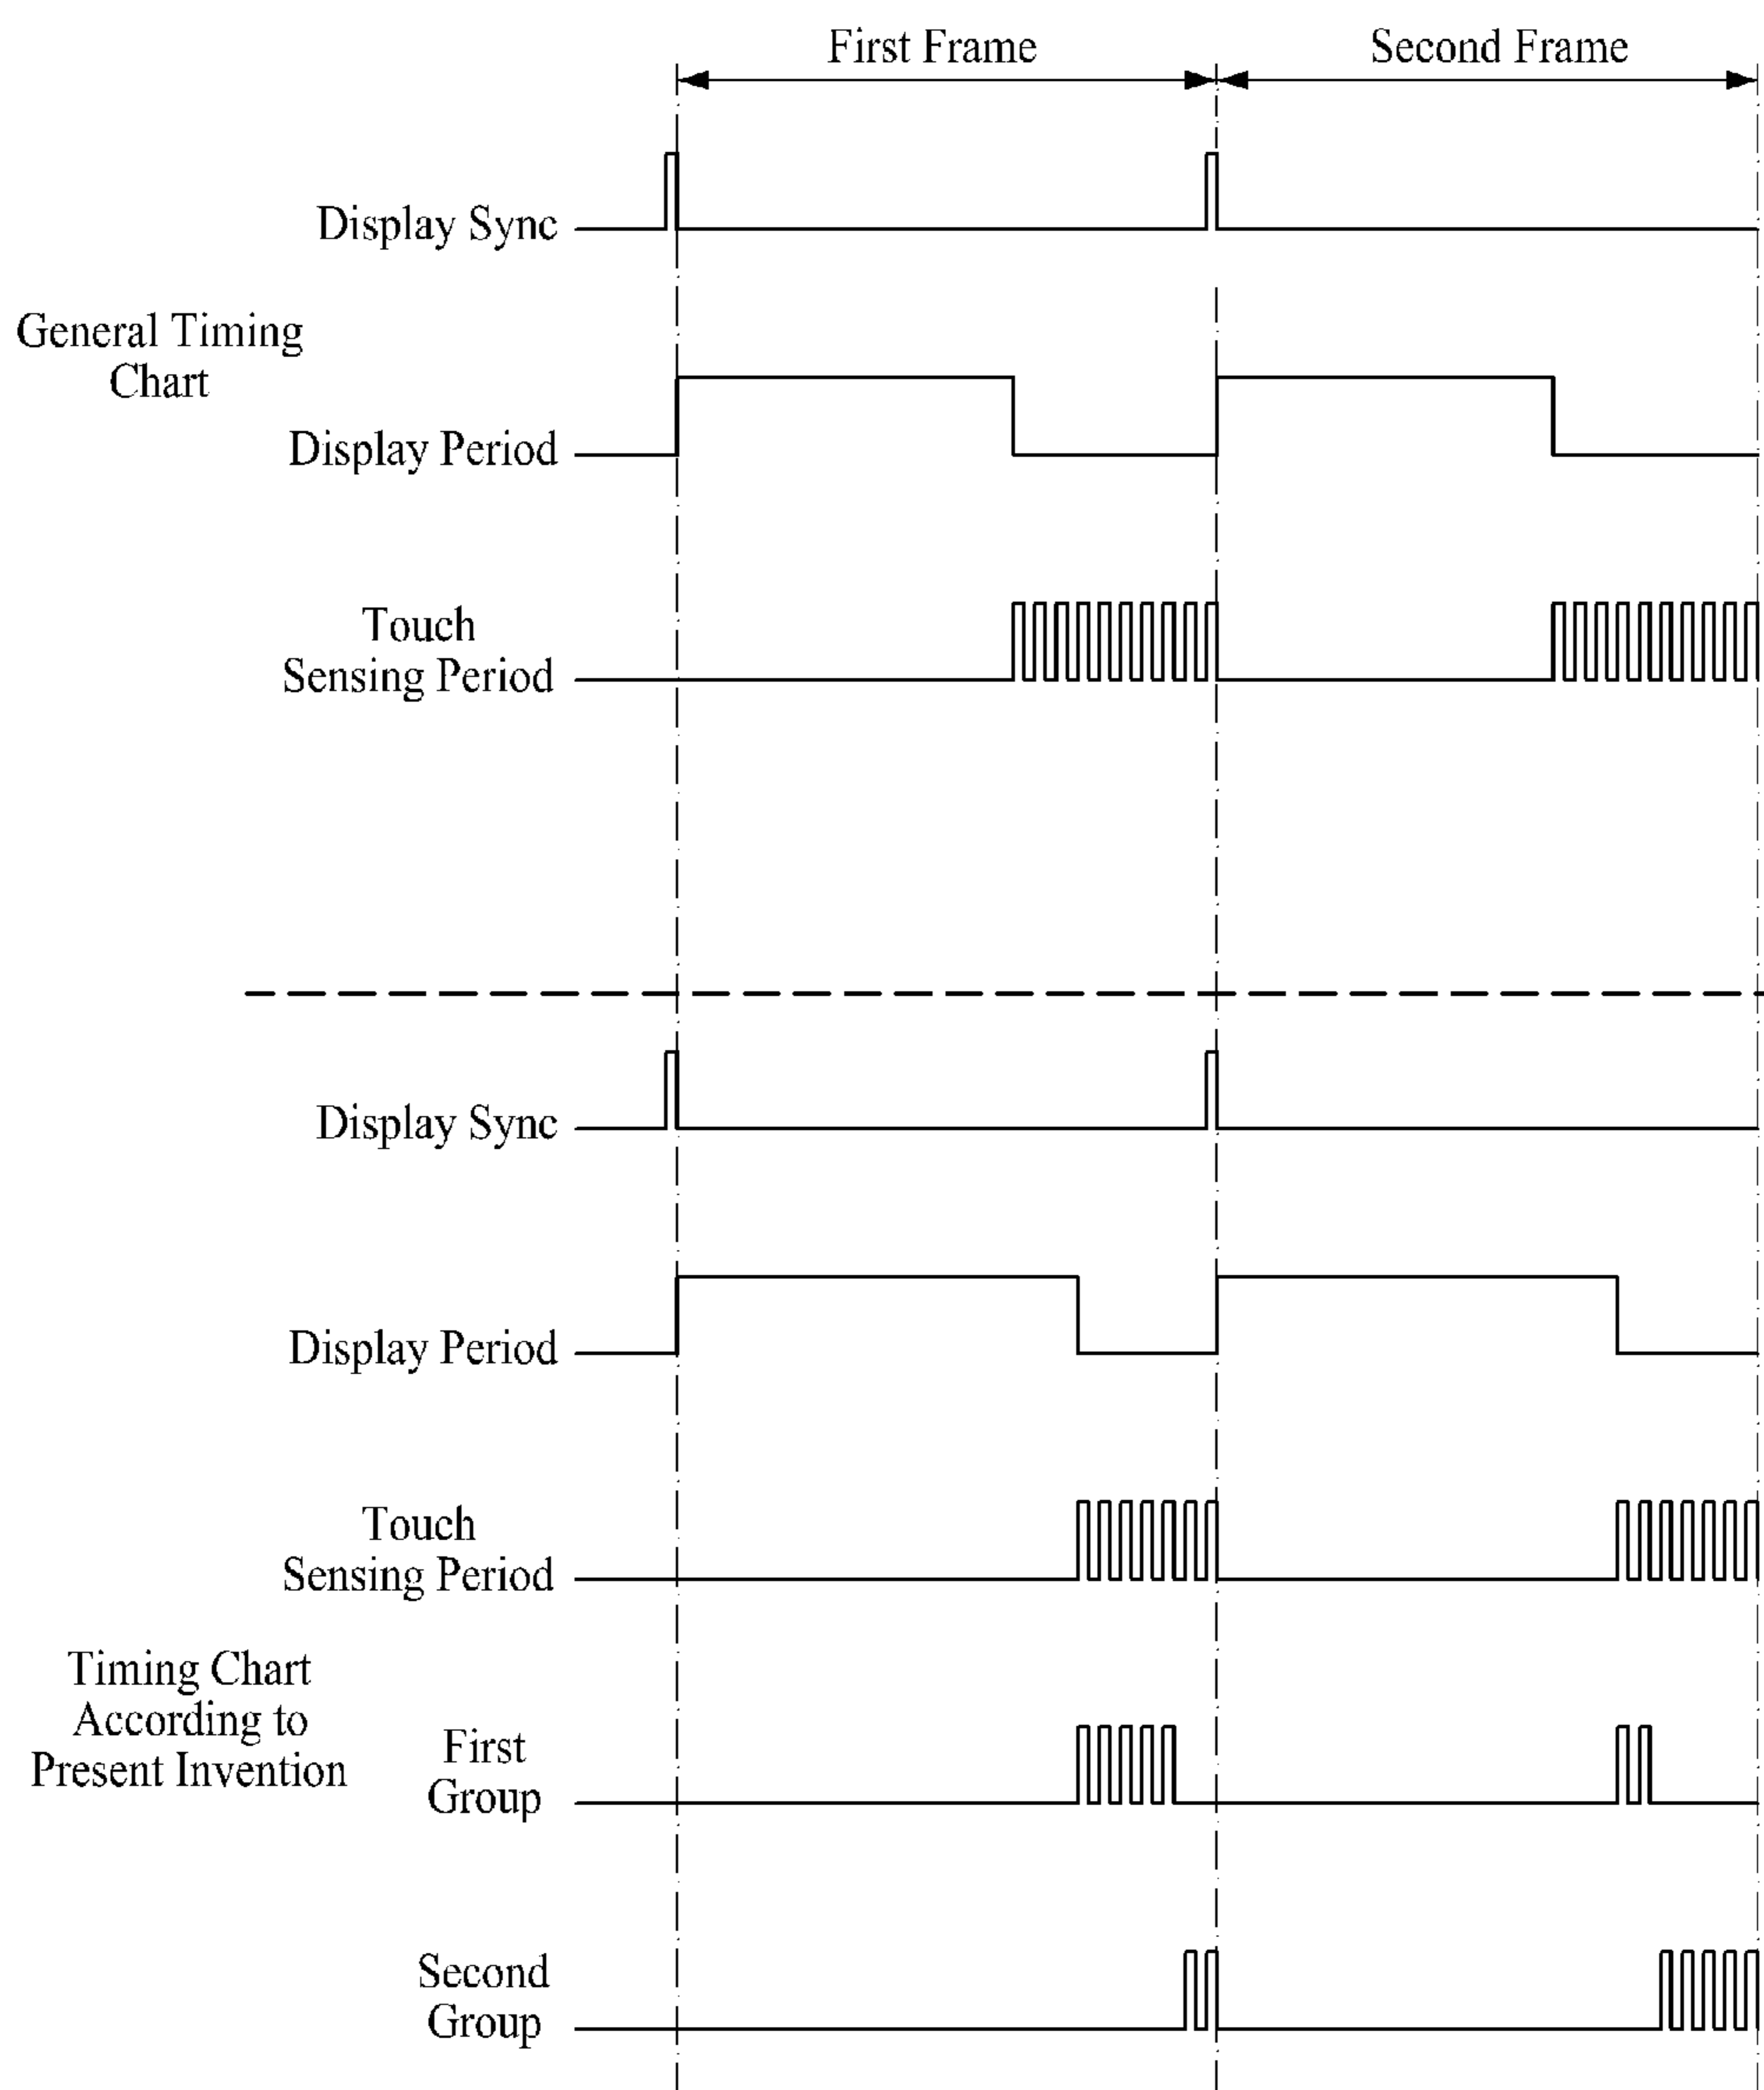 First Frame
Second Frame
Display Sync
General Timing
Chart
Display Period
Touch
Sensing Period
Display Sync
Display Period
Touch
Sensing Period
Timing Chart
According to
Present Invention
First
Group
Second
Group